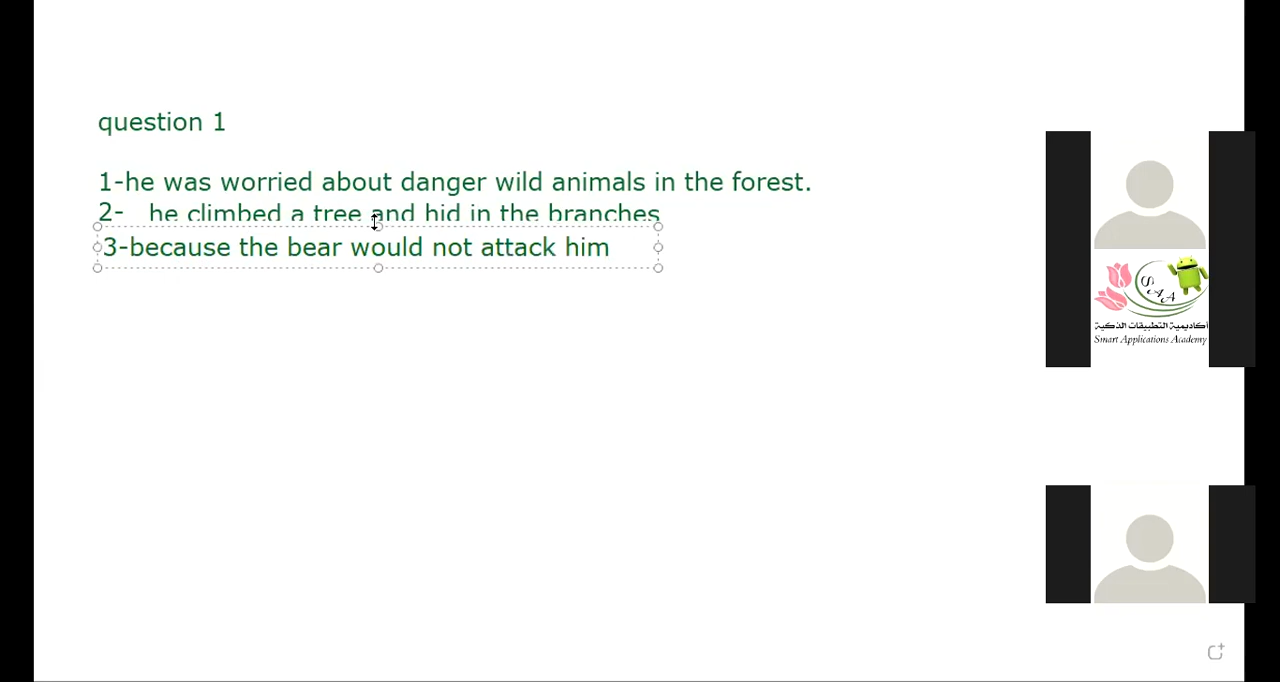 question 1
1-he was worried about danger wild animals in the forest.
2- he climbed a tree and hid in the branches
3-because the bear would not attack him
SAA
أكاديمية التطبيقات الذكية
Smart Applications Academy